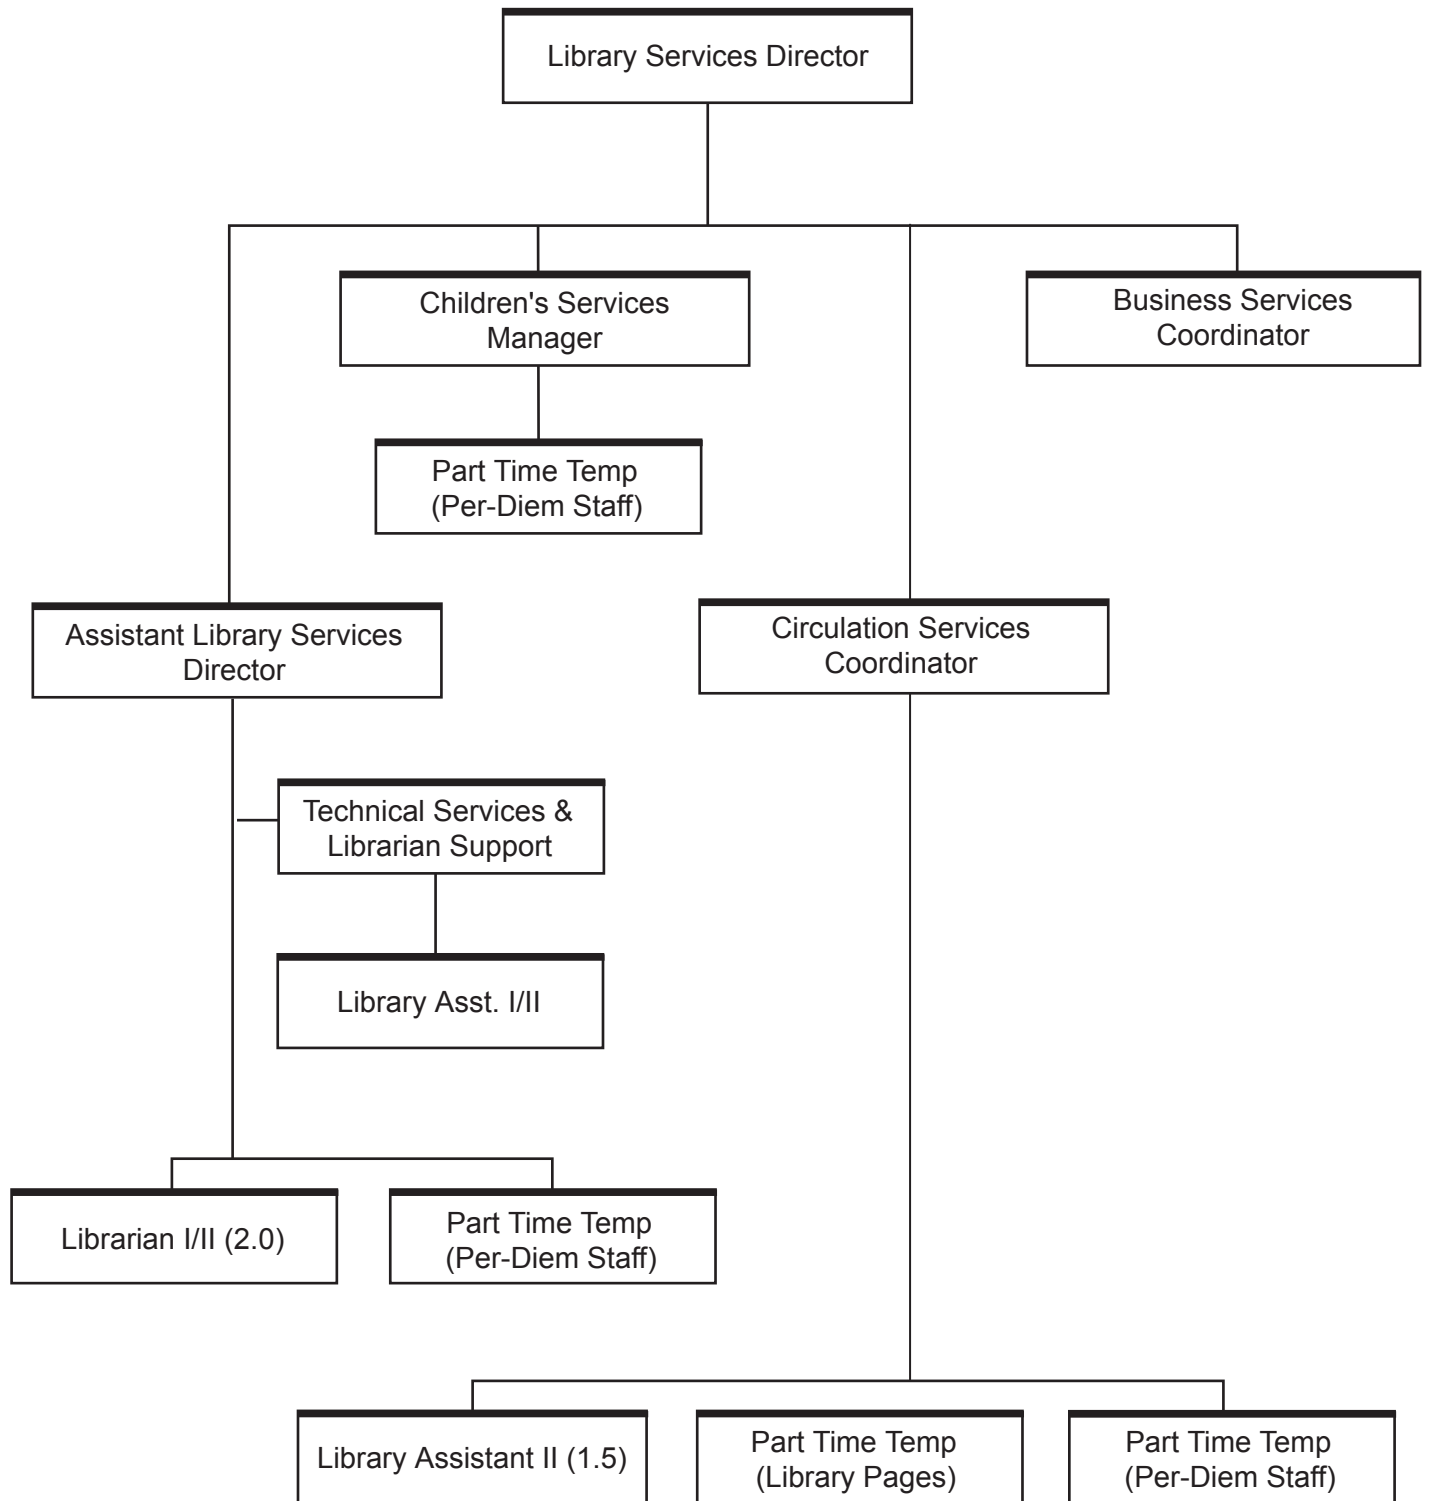 Library Services Director
Children's Services
Manager
Business Services
Coordinator
Part Time Temp
(Per-Diem Staff)
Assistant Library Services
Director
Circulation Services
Coordinator
Technical Services &
Librarian Support
Library Asst. I/II
Librarian I/II (2.0)
Part Time Temp
(Per-Diem Staff)
Library Assistant II (1.5)
Part Time Temp
(Library Pages)
Part Time Temp
(Per-Diem Staff)